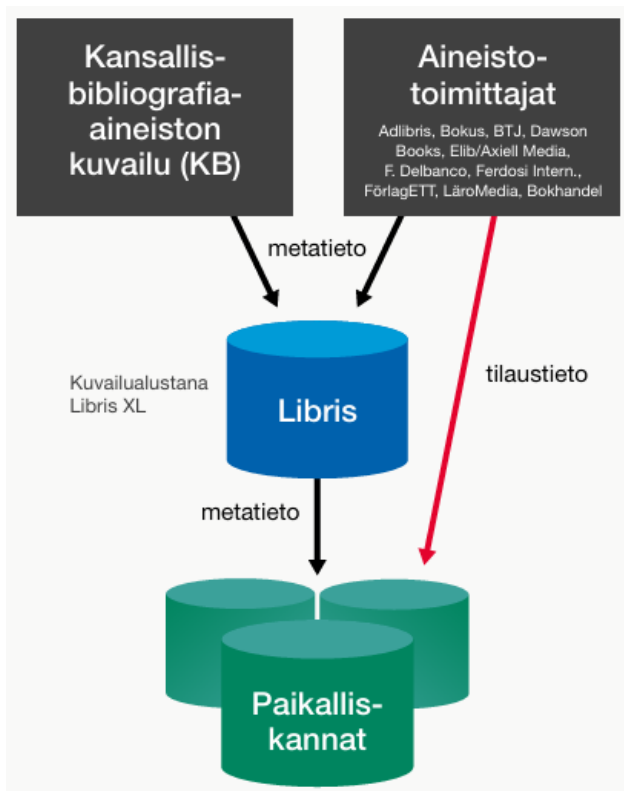 Kansallis-
bibliografia-
aineiston
kuvailu (KB)
Aineisto-
toimittajat
Adlibris, Bokus, BTJ, Dawson
Books, Elib/Axiell Media,
F. Delbanco, Ferdosi Intern.,
FörlagETT, LäroMedia, Bokhandel
metatieto
tilaustieto
Kuvailualustana
Libris XL
Libris
metatieto
Paikallis-
kannat